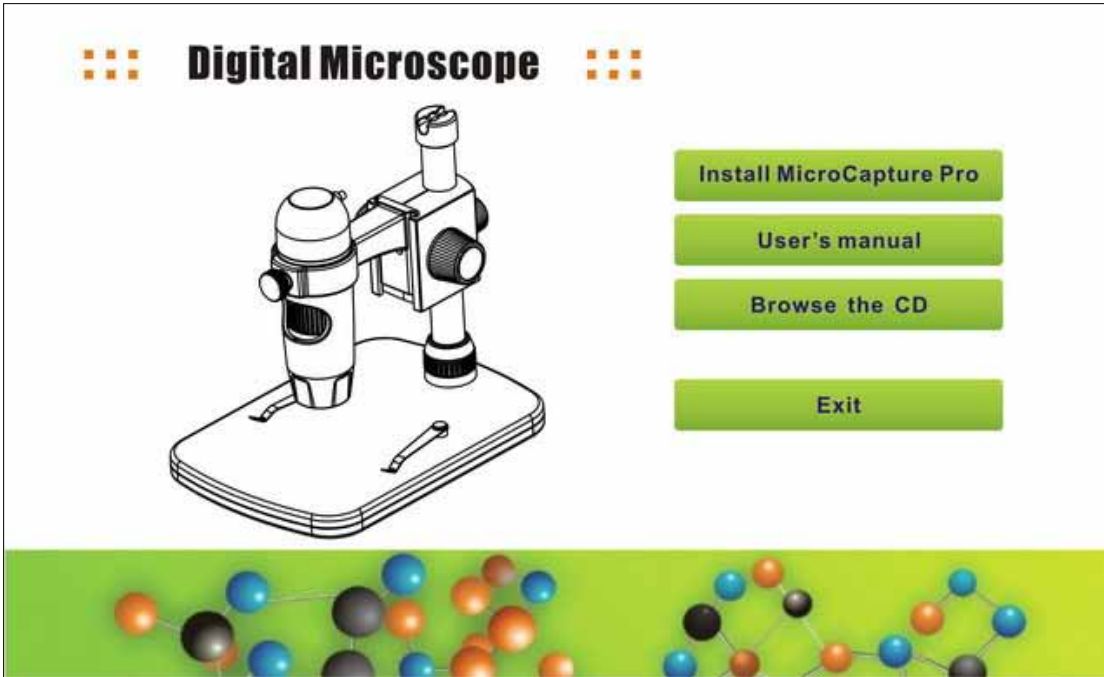 Digital Microscope
Install MicroCapture Pro
User's manual
Browse the CD
Exit